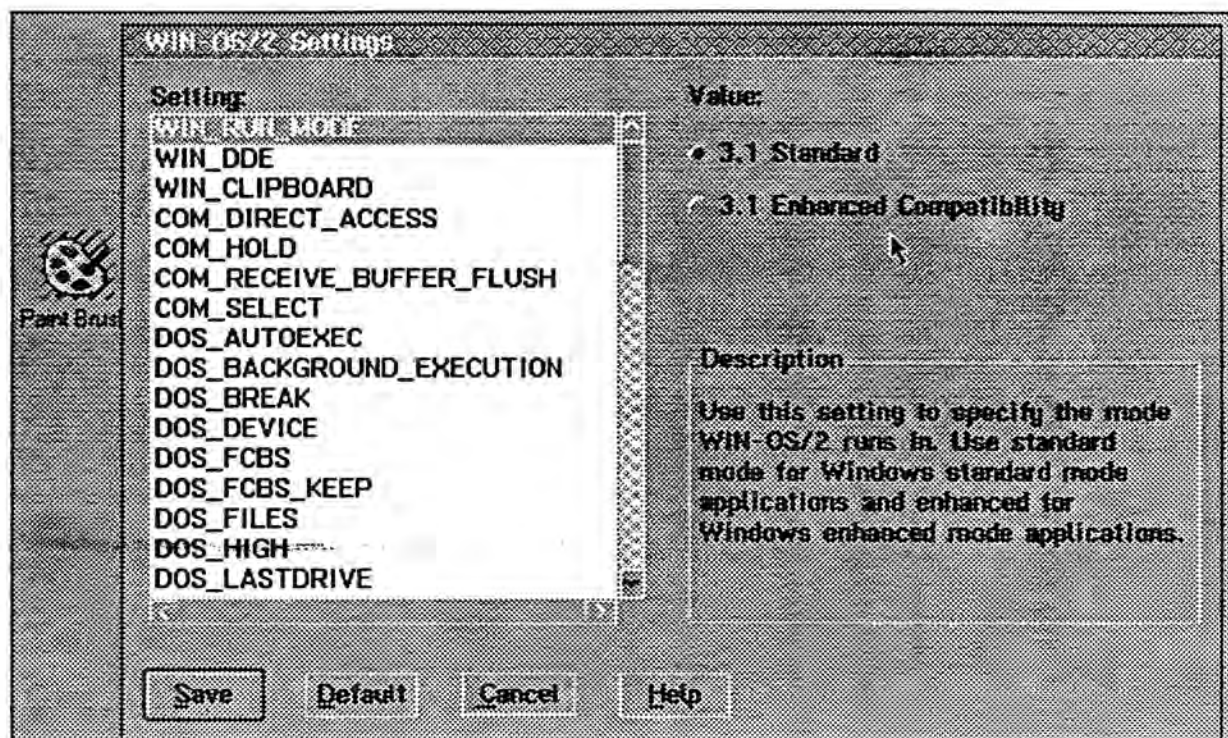 WIN-OS/2 Settings
Setting:
WIN_RUN_MODE
WIN_DDE
WIN_CLIPBOARD
COM_DIRECT_ACCESS
COM_HOLD
COM_RECEIVE_BUFFER_FLUSH
COM_SELECT
DOS_AUTOEXEC
DOS_BACKGROUND_EXECUTION
DOS_BREAK
DOS_DEVICE
DOS_FCBS
DOS_FCBS_KEEP
DOS_FILES
DOS_HIGH
DOS_LASTDRIVE
Value:
3.1 Standard
3.1 Enhanced Compatibility
Description
Use this setting to specify the mode
WIN-OS/2 runs in. Use standard
mode for Windows standard mode
applications and enhanced for
Windows enhanced mode applications.
Paint Brus
Save Default Cancel Help